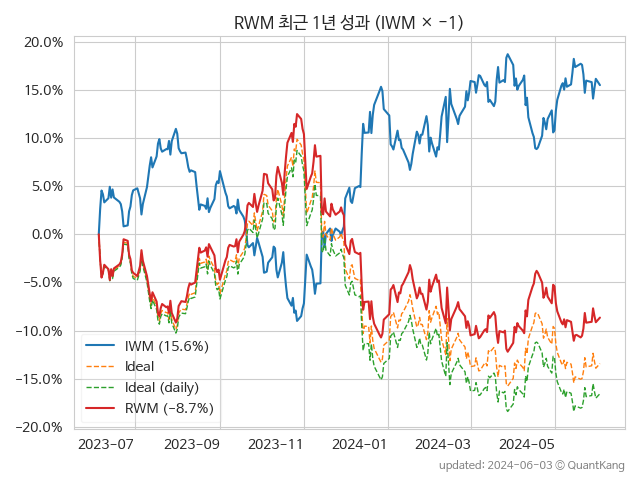 RWM 최근 1년 성과 (IWM × −1)
20.0%
15.0%
10.0%
5.0%
0.0%
−5.0%
−10.0%
−15.0%
−20.0%
IWM (15.6%)
Ideal
Ideal (daily)
RWM (−8.7%)
2023-07 2023-09 2023-11 2024-01 2024-03 2024-05
updated: 2024-06-03 ⓒ QuantKang